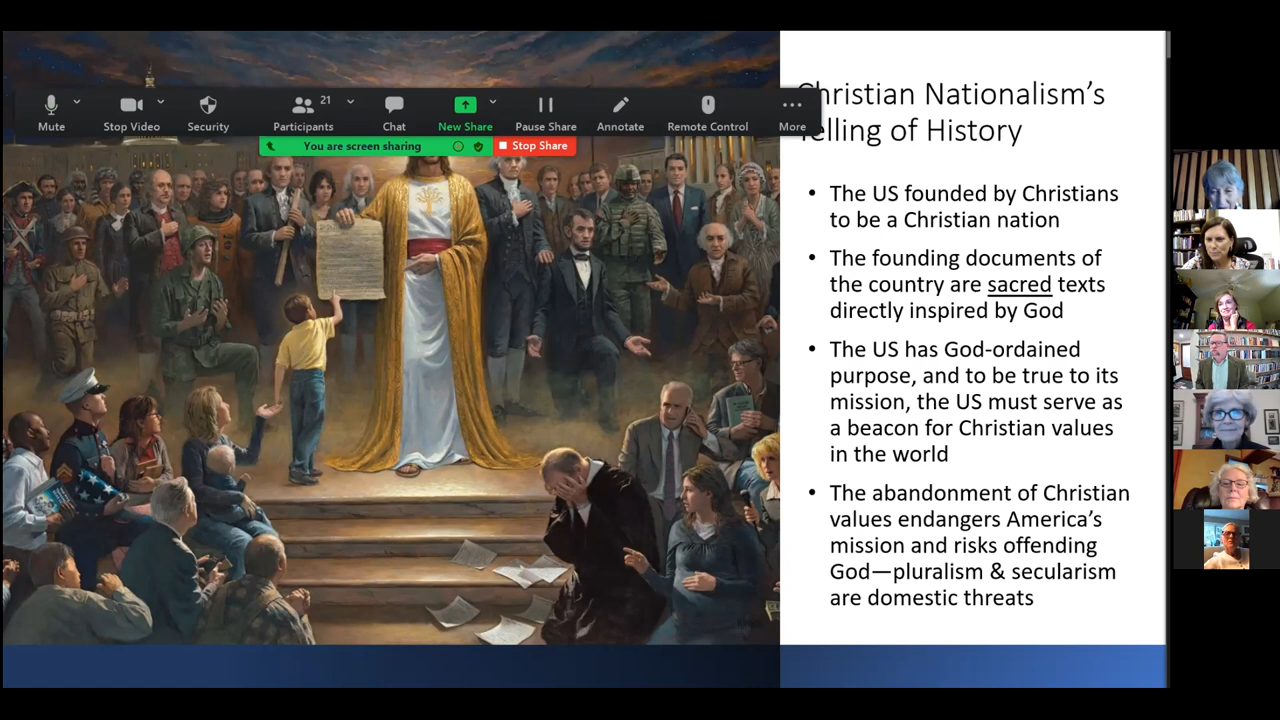 21
Mute
Stop Video
Security
Participants
Chat
New Share
Pause Share
Annotate
Remote Control
More
You are screen sharing
Stop Share
Christian Nationalism’s
Telling of History
• The US founded by Christians
to be a Christian nation
• The founding documents of
the country are sacred texts
directly inspired by God
• The US has God-ordained
purpose, and to be true to its
mission, the US must serve as
a beacon for Christian values
in the world
• The abandonment of Christian
values endangers America’s
mission and risks offending
God—pluralism & secularism
are domestic threats